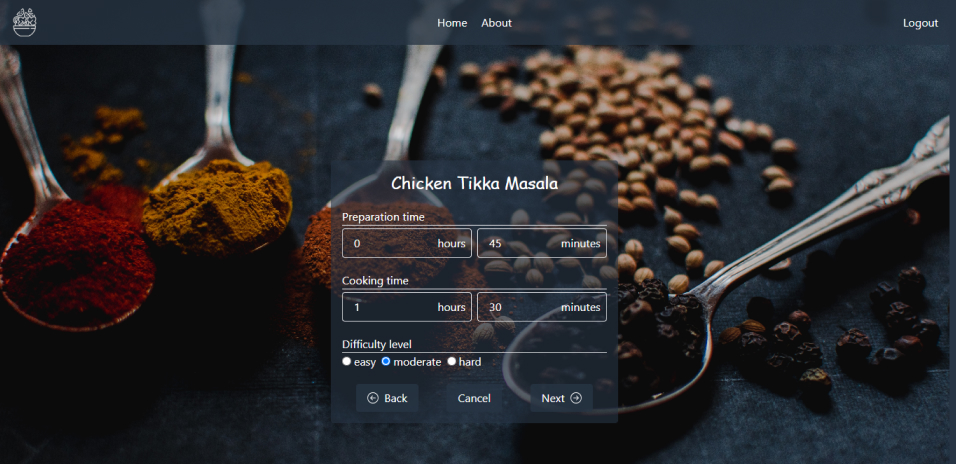 Home About Logout
Chicken Tikka Masala
Preparation time
0 hours 45 minutes
Cooking time
1 hours 30 minutes
Difficulty level
easy moderate hard
Back Cancel Next